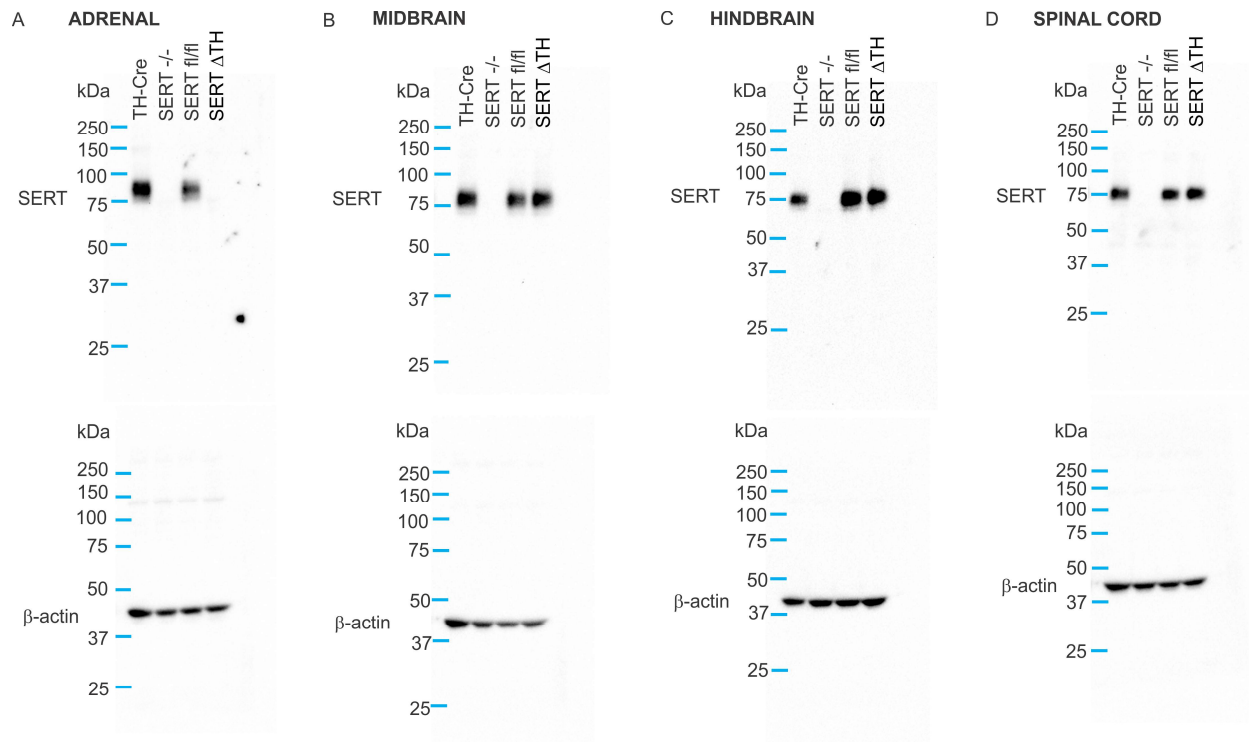 A ADRENAL
kDa
TH-Cre
SERT -/-
SERT fl/fl
SERT ΔTH
250
150
100
SERT
75
50
37
25
kDa
250
150
100
75
50
β-actin
37
25
B MIDBRAIN
kDa
TH-Cre
SERT -/-
SERT fl/fl
SERT ΔTH
250
150
100
SERT
75
50
37
25
kDa
250
150
100
75
50
β-actin
37
25
C HINDBRAIN
kDa
TH-Cre
SERT -/-
SERT fl/fl
SERT ΔTH
250
150
100
SERT
75
50
37
25
kDa
250
150
100
75
50
β-actin
37
25
D SPINAL CORD
kDa
TH-Cre
SERT -/-
SERT fl/fl
SERT ΔTH
250
150
100
SERT
75
50
37
25
kDa
250
150
100
75
50
β-actin
37
25